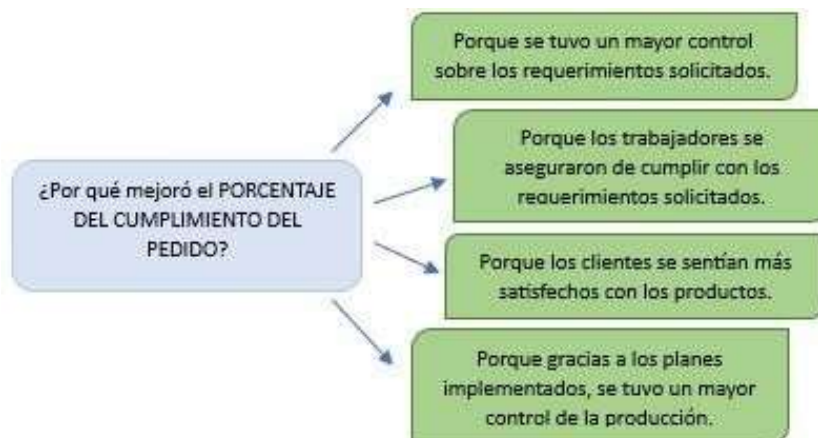 Porque se tuvo un mayor control
sobre los requerimientos solicitados.
Porque los trabajadores se
aseguraron de cumplir con los
requerimientos solicitados.
¿Por qué mejoró el PORCENTAJE
DEL CUMPLIMIENTO DEL
PEDIDO?
Porque los clientes se sentían más
satisfechos con los productos.
Porque gracias a los planes
implementados, se tuvo un mayor
control de la producción.